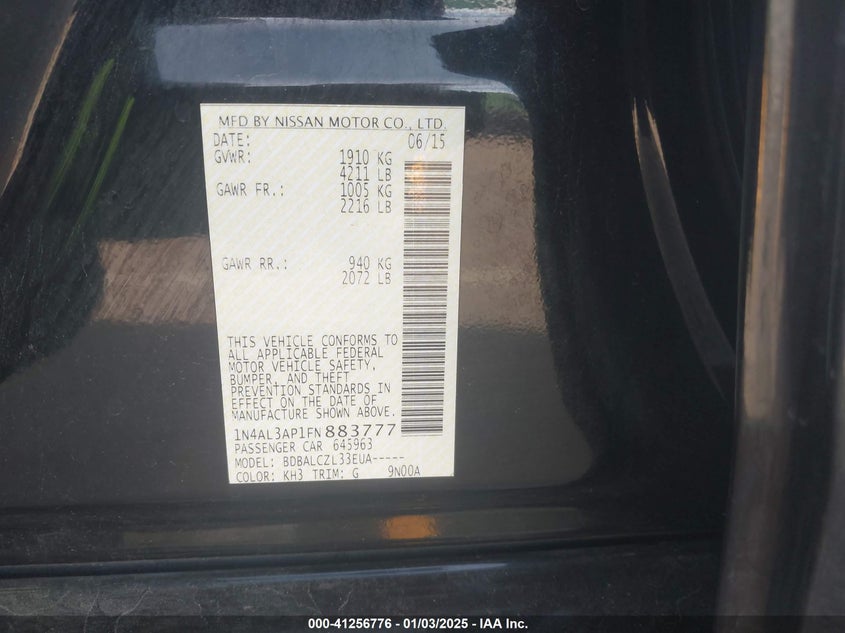 MFD BY NISSAN MOTOR CO., LTD.
DATE: 06/15
GVWR: 1910 KG
4211 LB
GAWR FR.: 1005 KG
2216 LB
GAWR RR.: 940 KG
2072 LB
THIS VEHICLE CONFORMS TO
ALL APPLICABLE FEDERAL
MOTOR VEHICLE SAFETY,
BUMPER, AND THEFT
PREVENTION STANDARDS IN
EFFECT ON THE DATE OF
MANUFACTURE SHOWN ABOVE.
1N4AL3AP1FN883777
PASSENGER CAR 645963
MODEL: BDBALCZL33EUA-----
COLOR: KH3 TRIM: G 9N00A
000-41256776 - 01/03/2025 - IAA Inc.